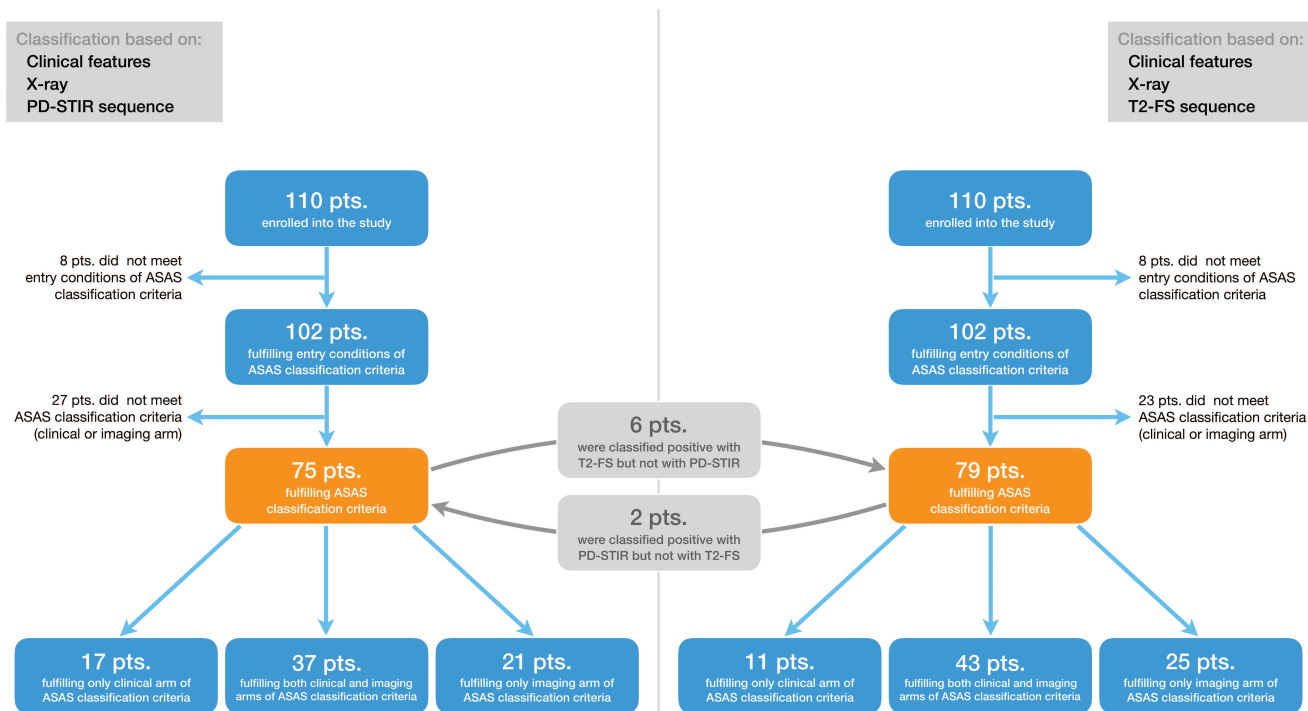 Classification based on:
Clinical features
X-ray
PD-STIR sequence
110 pts.
enrolled into the study
8 pts. did not meet
entry conditions of ASAS
classification criteria
102 pts.
fulfilling entry conditions of
ASAS classification criteria
27 pts. did not meet
ASAS classification criteria
(clinical or imaging arm)
75 pts.
fulfilling ASAS
classification criteria
17 pts.
fulfilling only clinical arm of
ASAS classification criteria
37 pts.
fulfilling both clinical and imaging
arms of ASAS classification criteria
21 pts.
fulfilling only imaging arm of
ASAS classification criteria
6 pts.
were classified positive with
T2-FS but not with PD-STIR
2 pts.
were classified positive with
PD-STIR but not with T2-FS
Classification based on:
Clinical features
X-ray
T2-FS sequence
110 pts.
enrolled into the study
8 pts. did not meet
entry conditions of ASAS
classification criteria
102 pts.
fulfilling entry conditions of
ASAS classification criteria
23 pts. did not meet
ASAS classification criteria
(clinical or imaging arm)
79 pts.
fulfilling ASAS
classification criteria
11 pts.
fulfilling only clinical arm of
ASAS classification criteria
43 pts.
fulfilling both clinical and imaging
arms of ASAS classification criteria
25 pts.
fulfilling only imaging arm of
ASAS classification criteria